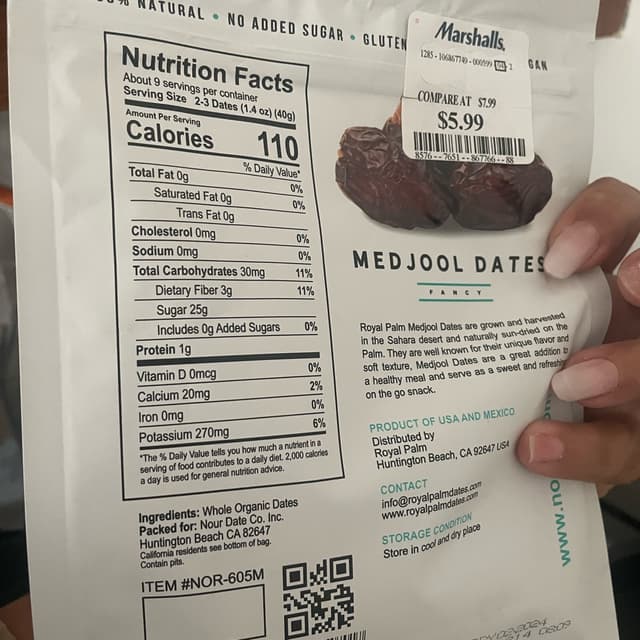 NATURAL • NO ADDED SUGAR • GLUTEN
GAN
Marshalls.
COMPARE AT $7.99
$5.99
8576--7651--867766--88
Nutrition Facts
About 9 servings per container
Serving Size 2-3 Dates (1.4 oz) (40g)
Amount Per Serving
Calories 110
% Daily Value*
Total Fat 0g 0%
Saturated Fat 0g 0%
Trans Fat 0g
Cholesterol 0mg 0%
Sodium 0mg 0%
Total Carbohydrates 30mg 11%
Dietary Fiber 3g 11%
Sugar 25g
Includes 0g Added Sugars 0%
Protein 1g
Vitamin D 0mcg 0%
Calcium 20mg 2%
Iron 0mg 0%
Potassium 270mg 6%
*The % Daily Value tells you how much a nutrient in a
serving of food contributes to a daily diet. 2,000 calories
a day is used for general nutrition advice.
Ingredients: Whole Organic Dates
Packed for: Nour Date Co. Inc.
Huntington Beach CA 82647
California residents see bottom of bag.
Contain pits.
ITEM #NOR-605M
MEDJOOL DATES
FANCY
Royal Palm Medjool Dates are grown and harvested
in the Sahara desert and naturally sun-dried on the
Palm. They are well known for their unique flavor and
soft texture, Medjool Dates are a great addition to
a healthy meal and serve as a sweet and refreshing
on the go snack.
PRODUCT OF USA AND MEXICO
Distributed by
Royal Palm
Huntington Beach, CA 92647 USA
CONTACT
info@royalpalmdates.com
www.royalpalmdates.com
STORAGE CONDITION
Store in cool and dry place
www.no